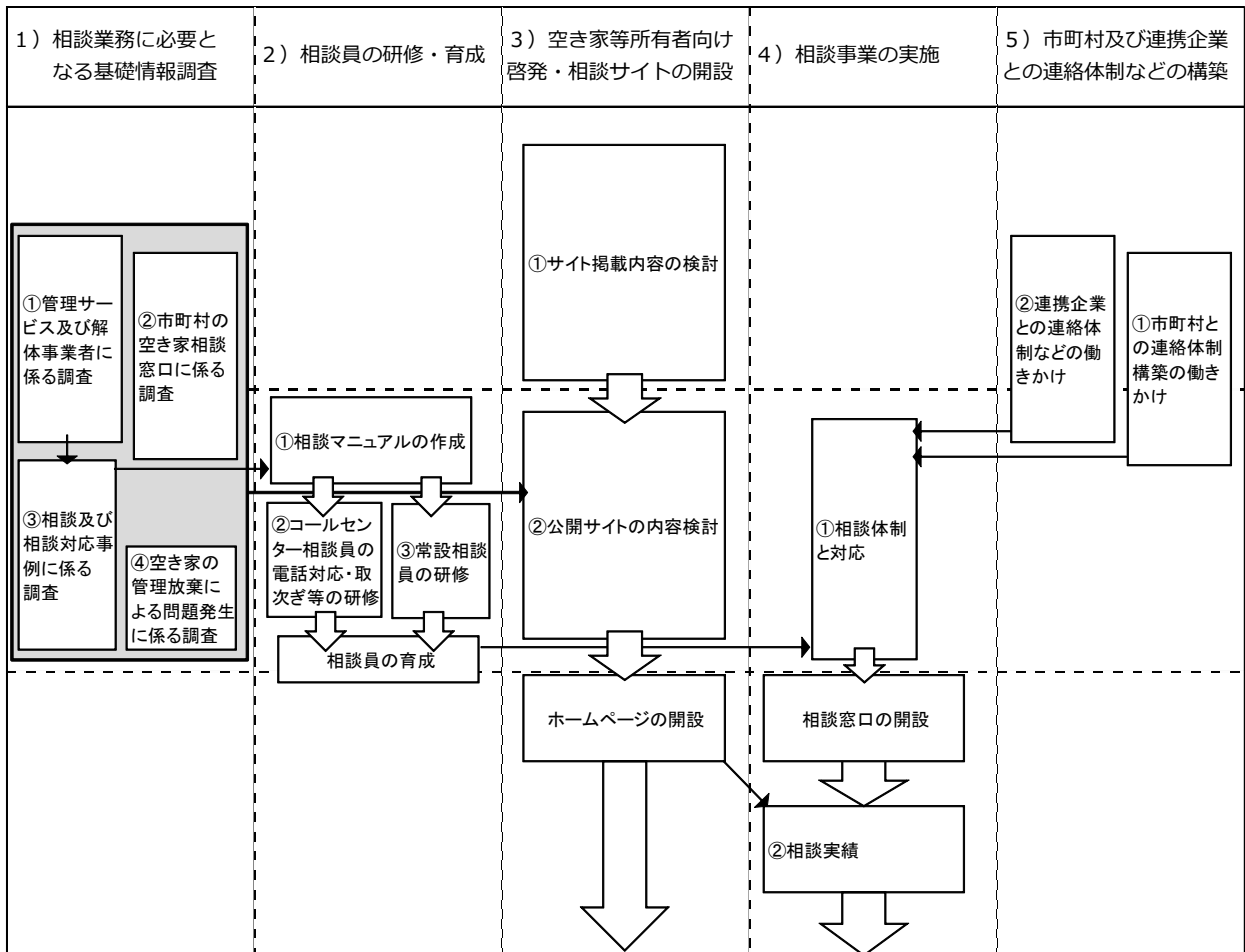 1）相談業務に必要と
なる基礎情報調査
2）相談員の研修・育成
3）空き家等所有者向け
啓発・相談サイトの開設
4）相談事業の実施
5）市町村及び連携企業
との連絡体制などの構築
①管理サー
ビス及び解
体事業者に
係る調査
②市町村の
空き家相談
窓口に係る
調査
③相談及び
相談対応事
例に係る
調査
④空き家の
管理放棄に
よる問題発生
に係る調査
①相談マニュアルの作成
②コールセン
ター相談員の
電話対応・取
次ぎ等の研修
③常設相談
員の研修
相談員の育成
①サイト掲載内容の検討
②公開サイトの内容検討
ホームページの開設
①相談体制
と対応
相談窓口の開設
②相談実績
②連携企業
との連絡体
制などの働
きかけ
①市町村と
の連絡体制
構築の働き
かけ